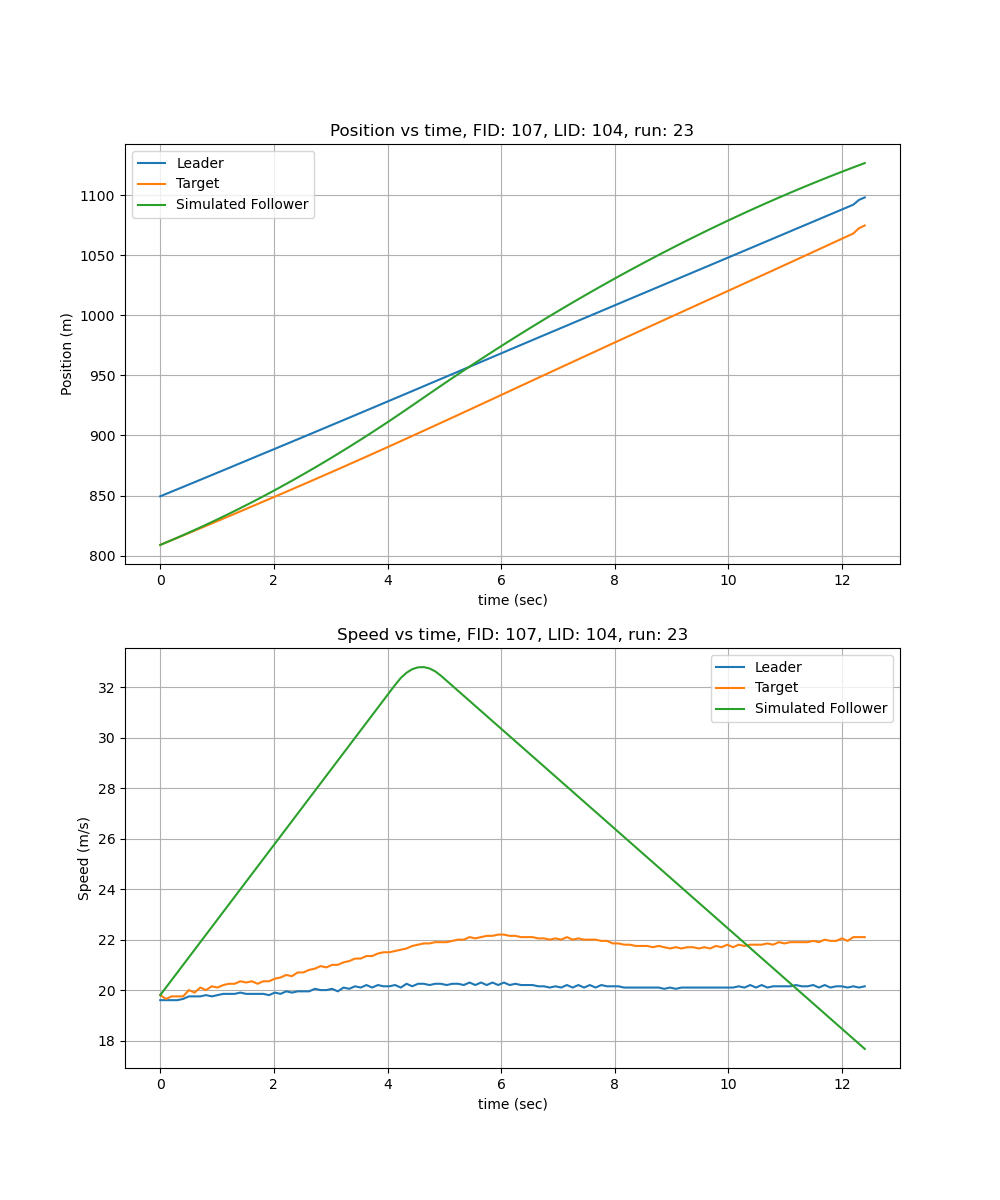 Position vs time, FID: 107, LID: 104, run: 23
Leader
Target
Simulated Follower
1100
1050
1000
950
900
850
800
Position (m)
0 2 4 6 8 10 12
time (sec)
Speed vs time, FID: 107, LID: 104, run: 23
Leader
Target
Simulated Follower
32
30
28
26
24
22
20
18
Speed (m/s)
0 2 4 6 8 10 12
time (sec)